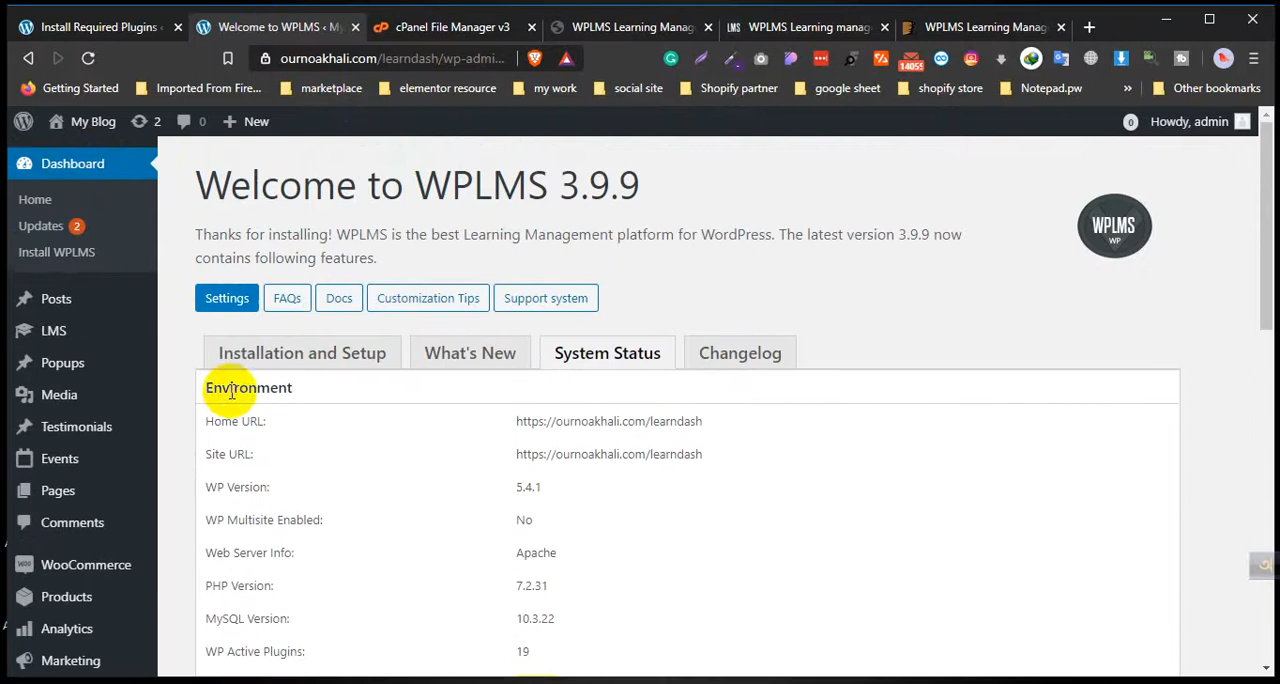 Install Required Plugins ‹
Welcome to WPLMS ‹ My
cPanel File Manager v3
WPLMS Learning Manag
LMS
WPLMS Learning manag
WPLMS Learning Manag
ournoakhali.com/learndash/wp-admi...
14055
Getting Started
Imported From Fire...
marketplace
elementor resource
my work
social site
Shopify partner
google sheet
shopify store
Notepad.pw
»
Other bookmarks
My Blog
2
0
+ New
0
Howdy, admin
Dashboard
Home
Updates 2
Install WPLMS
Posts
LMS
Popups
Media
Testimonials
Events
Pages
Comments
WooCommerce
Products
Analytics
Marketing
Welcome to WPLMS 3.9.9
Thanks for installing! WPLMS is the best Learning Management platform for WordPress. The latest version 3.9.9 now
contains following features.
WPLMS
WP
Settings
FAQs
Docs
Customization Tips
Support system
Installation and Setup
What's New
System Status
Changelog
Environment
Home URL: https://ournoakhali.com/learndash
Site URL: https://ournoakhali.com/learndash
WP Version: 5.4.1
WP Multisite Enabled: No
Web Server Info: Apache
PHP Version: 7.2.31
MySQL Version: 10.3.22
WP Active Plugins: 19